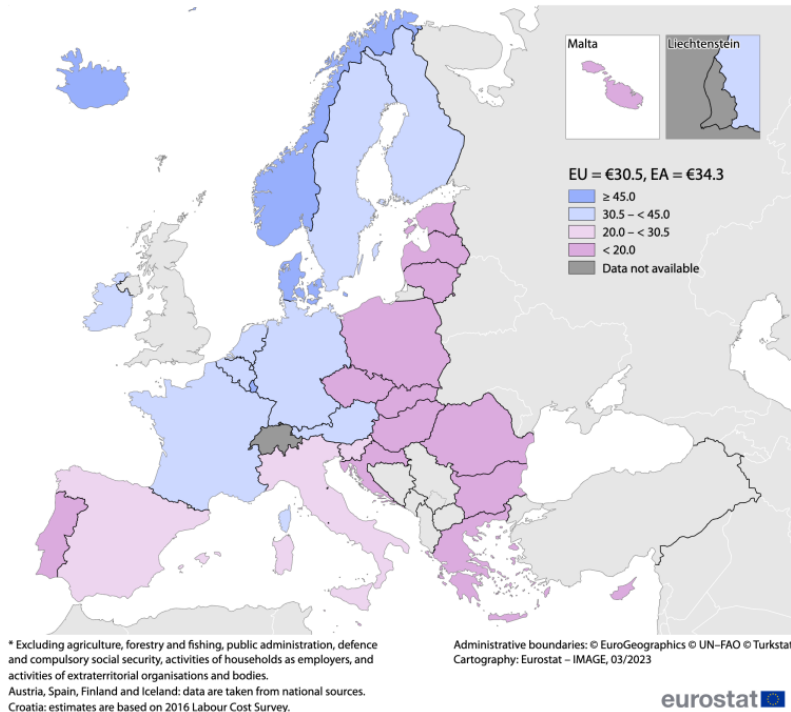 Malta
Liechtenstein
EU = €30.5, EA = €34.3
≥ 45.0
30.5 – < 45.0
20.0 – < 30.5
< 20.0
Data not available
* Excluding agriculture, forestry and fishing, public administration, defence
and compulsory social security, activities of households as employers, and
activities of extraterritorial organisations and bodies.
Austria, Spain, Finland and Iceland: data are taken from national sources.
Croatia: estimates are based on 2016 Labour Cost Survey.
Administrative boundaries: © EuroGeographics © UN–FAO © Turkstat
Cartography: Eurostat – IMAGE, 03/2023
eurostat